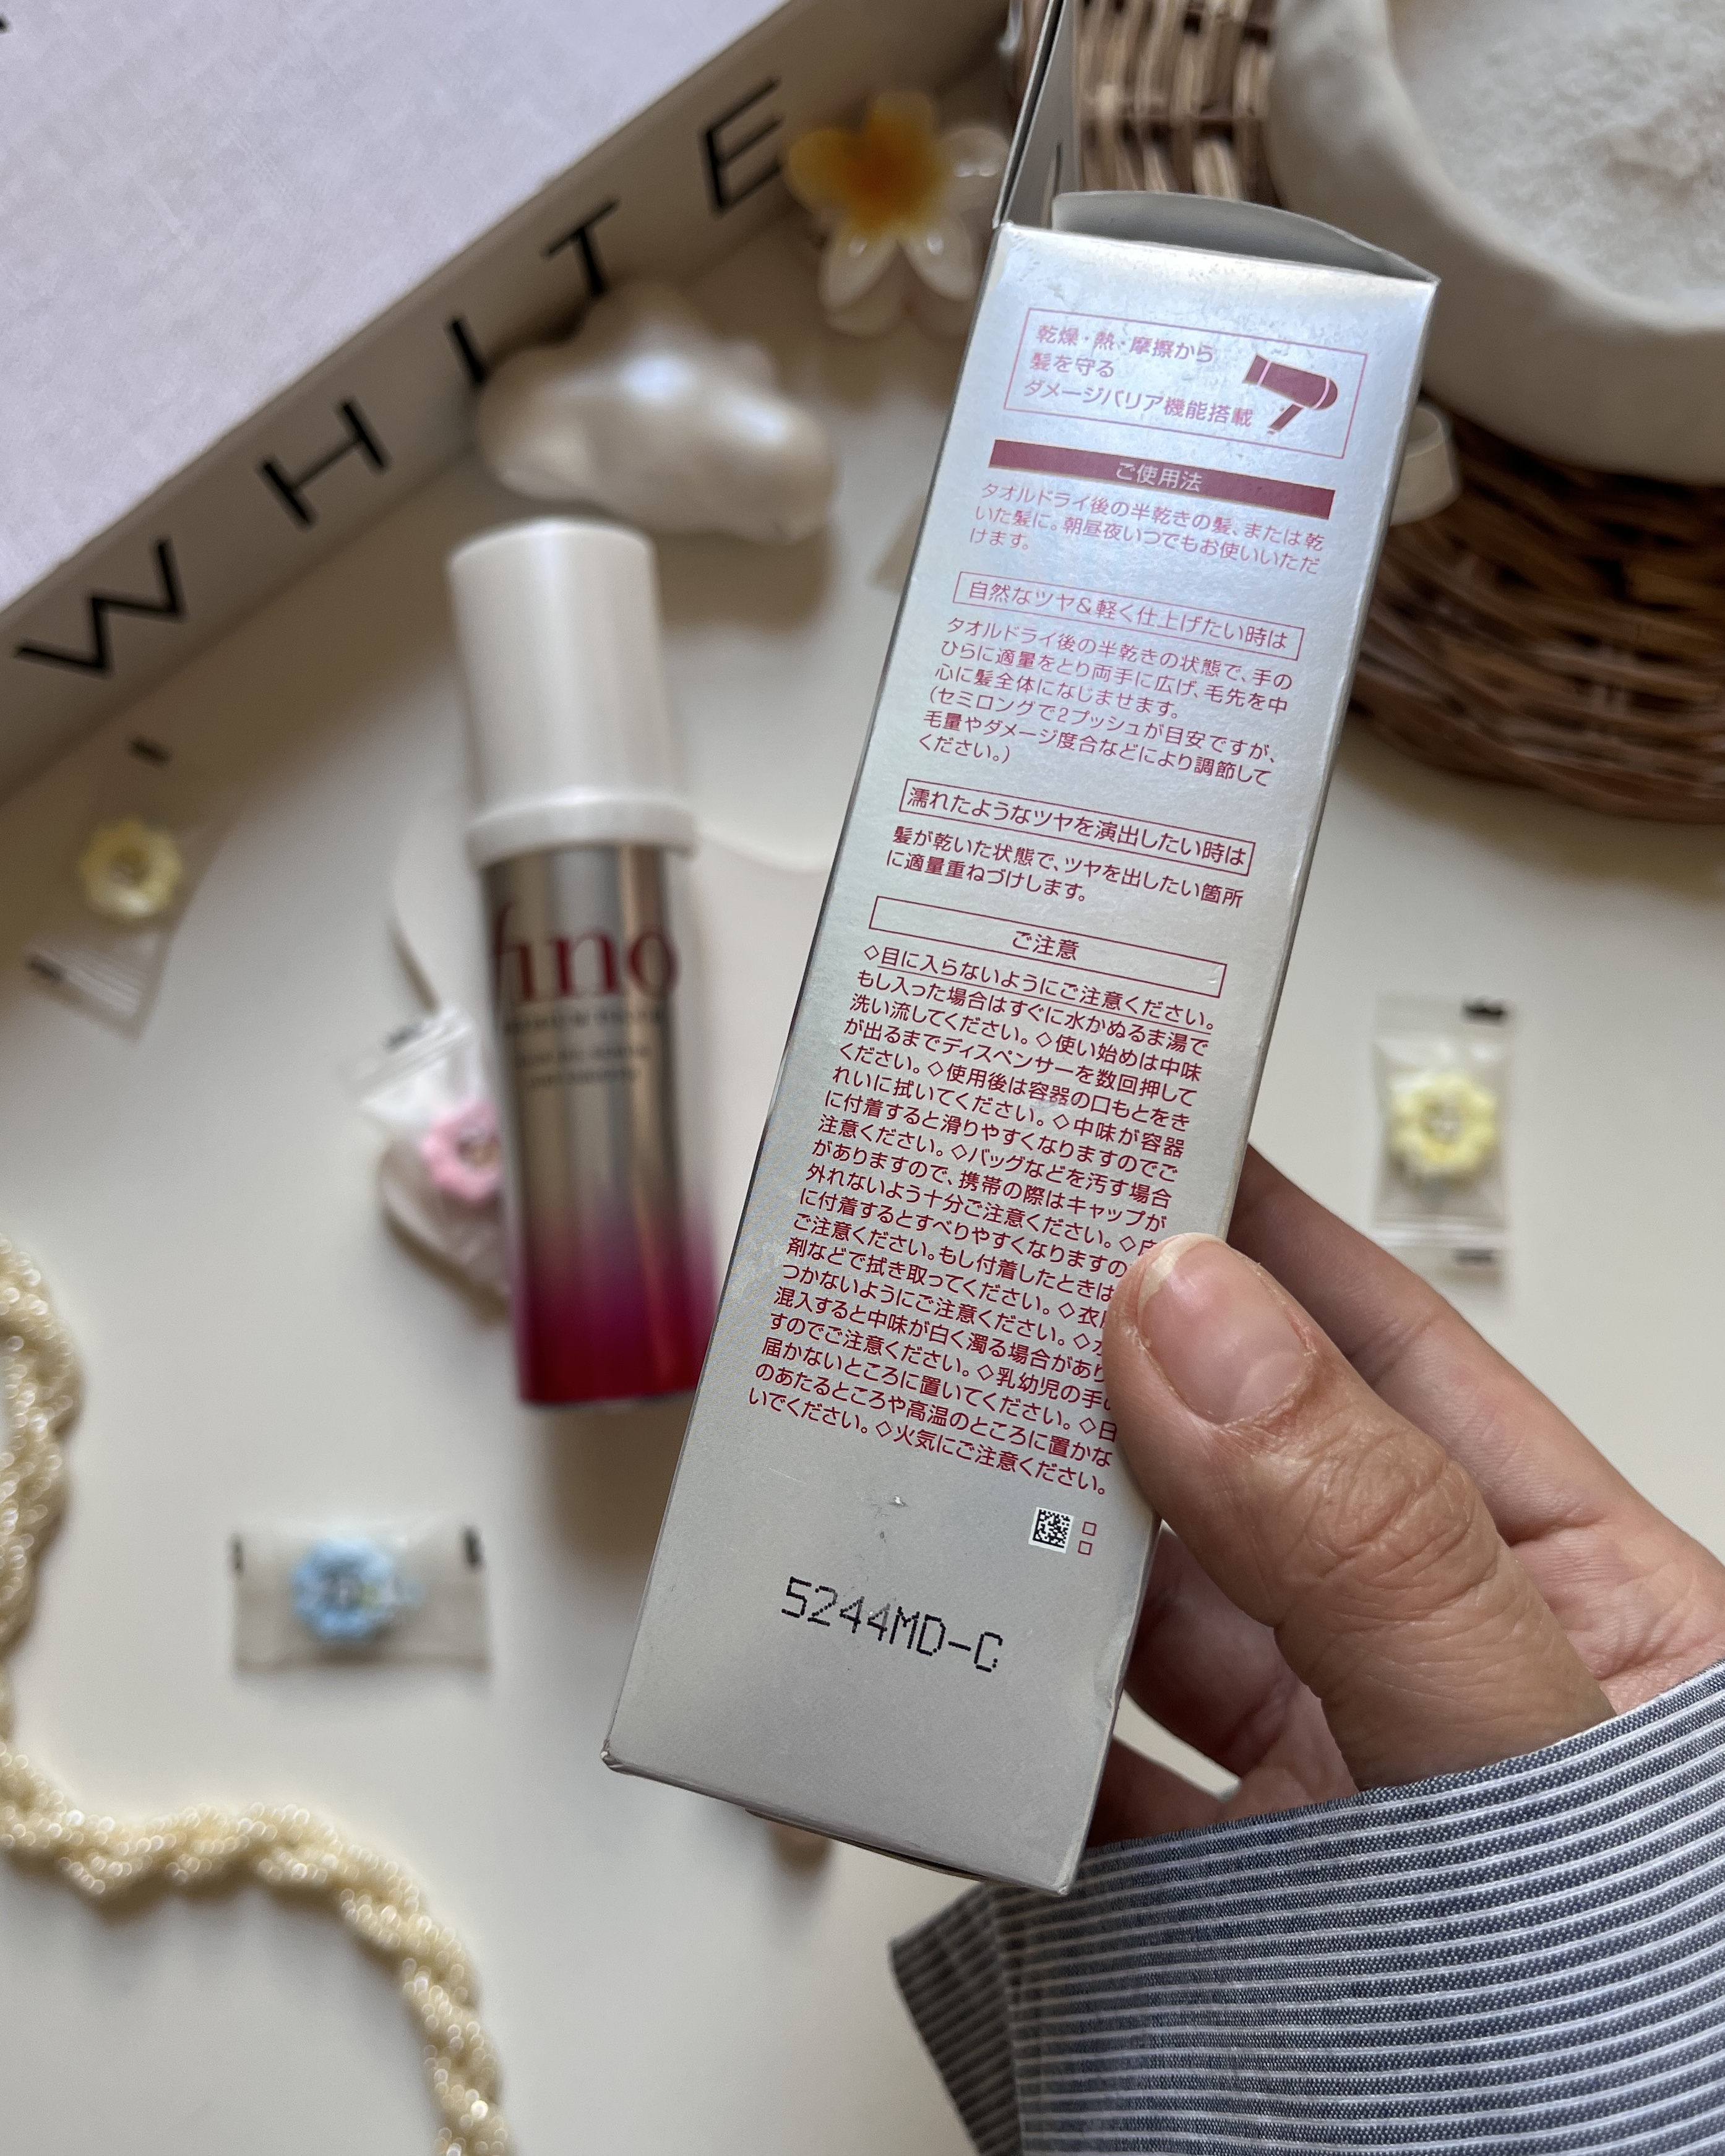 WHITE
fino
乾燥・熱・摩擦から
髪を守る
ダメージバリア機能搭載
ご使用法
タオルドライ後の半乾きの髪、または乾
いた髪に。朝昼夜いつでもお使いいただ
けます。
自然なツヤ&軽く仕上げたい時は
タオルドライ後の半乾きの状態で、手の
ひらに適量をとり両手に広げ、毛先を中
心に髪全体になじませます。
(セミロングで2プッシュが目安ですが、
毛量やダメージ度合などにより調節して
ください。)
濡れたようなツヤを演出したい時は
髪が乾いた状態で、ツヤを出したい箇所
に適量重ねづけします。
ご注意
◇目に入らないようにご注意ください。
もし入った場合はすぐに水かぬるま湯で
洗い流してください。◇使い始めは中味
が出るまでディスペンサーを数回押して
ください。◇使用後は容器の口もとをき
れいに拭いてください。◇中味が容器
に付着すると滑りやすくなりますのでご
注意ください。◇バッグなどを汚す場合
がありますので、携帯の際はキャップが
外れないよう十分ご注意ください。◇
に付着するとすべりやすくなりますの
ご注意ください。もし付着したときは
剤などで拭き取ってください。◇衣
つかないようにご注意ください。◇
混入すると中味が白く濁る場合があり
すのでご注意ください。◇乳幼児の手
届かないところに置いてください。◇日
のあたるところや高温のところに置かな
いでください。◇火気にご注意ください。
5244MD-C